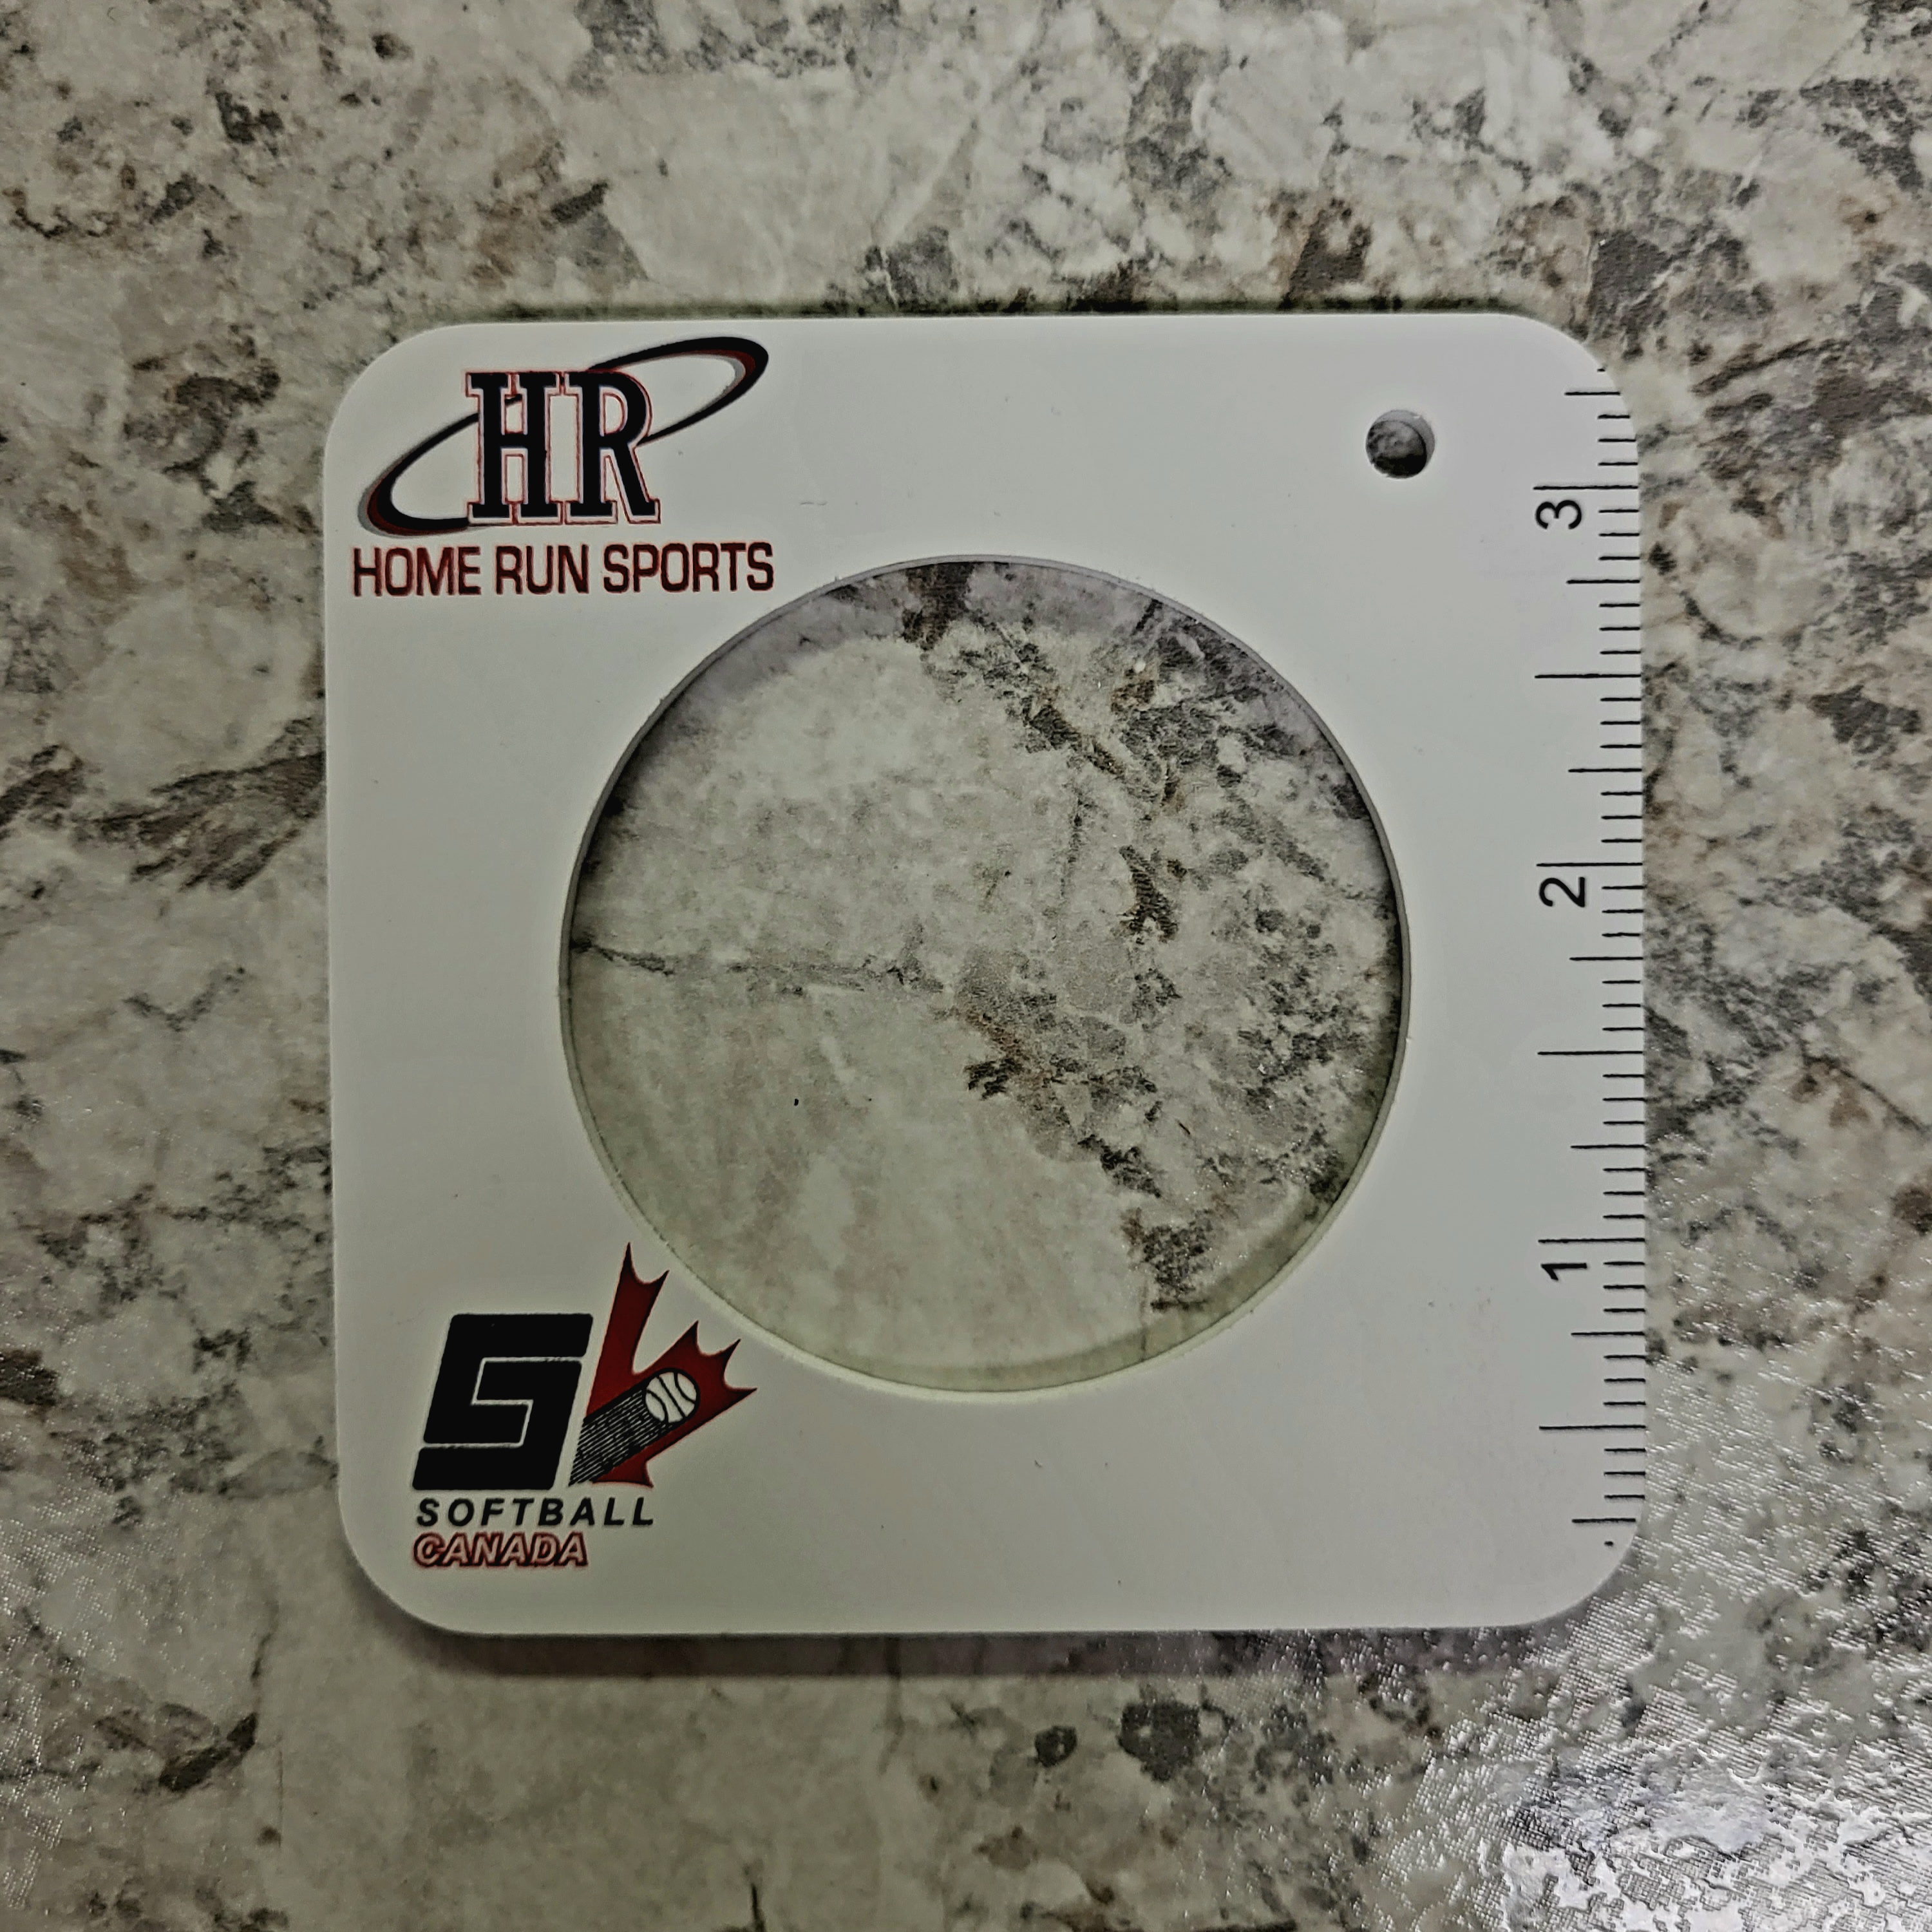 HR
HOME RUN SPORTS
3
2
1
S
SOFTBALL
CANADA